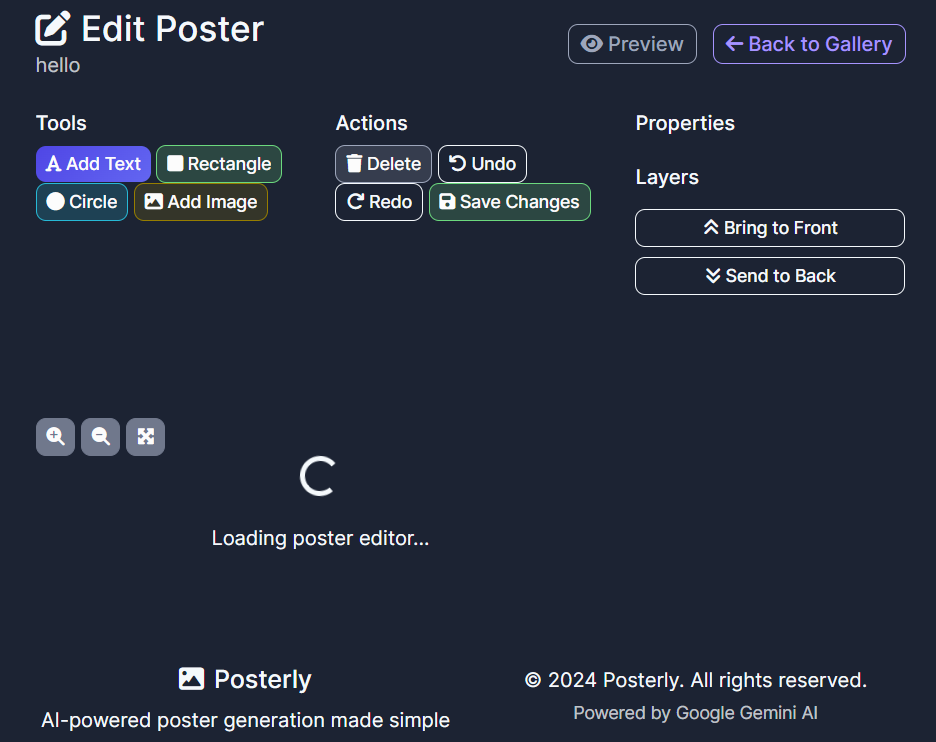 Edit Poster
hello
Preview
Back to Gallery
Tools
Add Text
Rectangle
Circle
Add Image
Actions
Delete
Undo
Redo
Save Changes
Properties
Layers
Bring to Front
Send to Back
Loading poster editor...
Posterly
AI-powered poster generation made simple
© 2024 Posterly. All rights reserved.
Powered by Google Gemini AI